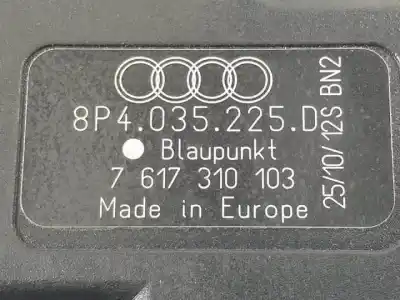 8P4.035.225.D
Blaupunkt
7 617 310 103
Made in Europe
25/10/12S BN2